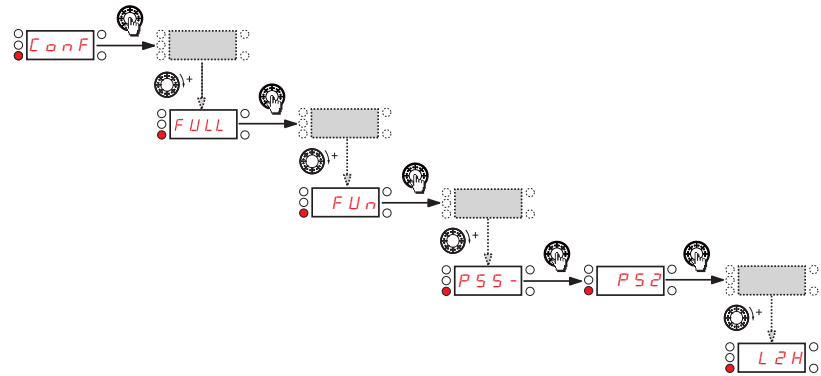 ConF
+
FULL
+
FUn
+
PSS-
PS2
+
L2H